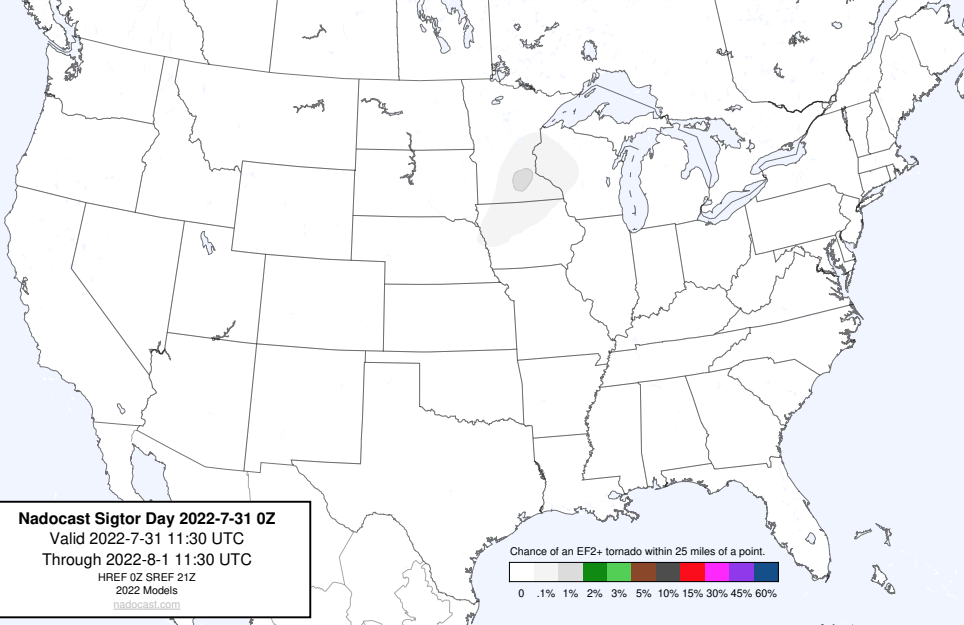 Nadocast Sigtor Day 2022-7-31 0Z
Valid 2022-7-31 11:30 UTC
Through 2022-8-1 11:30 UTC
HREF 0Z SREF 21Z
2022 Models
nadocast.com
Chance of an EF2+ tornado within 25 miles of a point.
0 .1% 1% 2% 3% 5% 10% 15% 30% 45% 60%